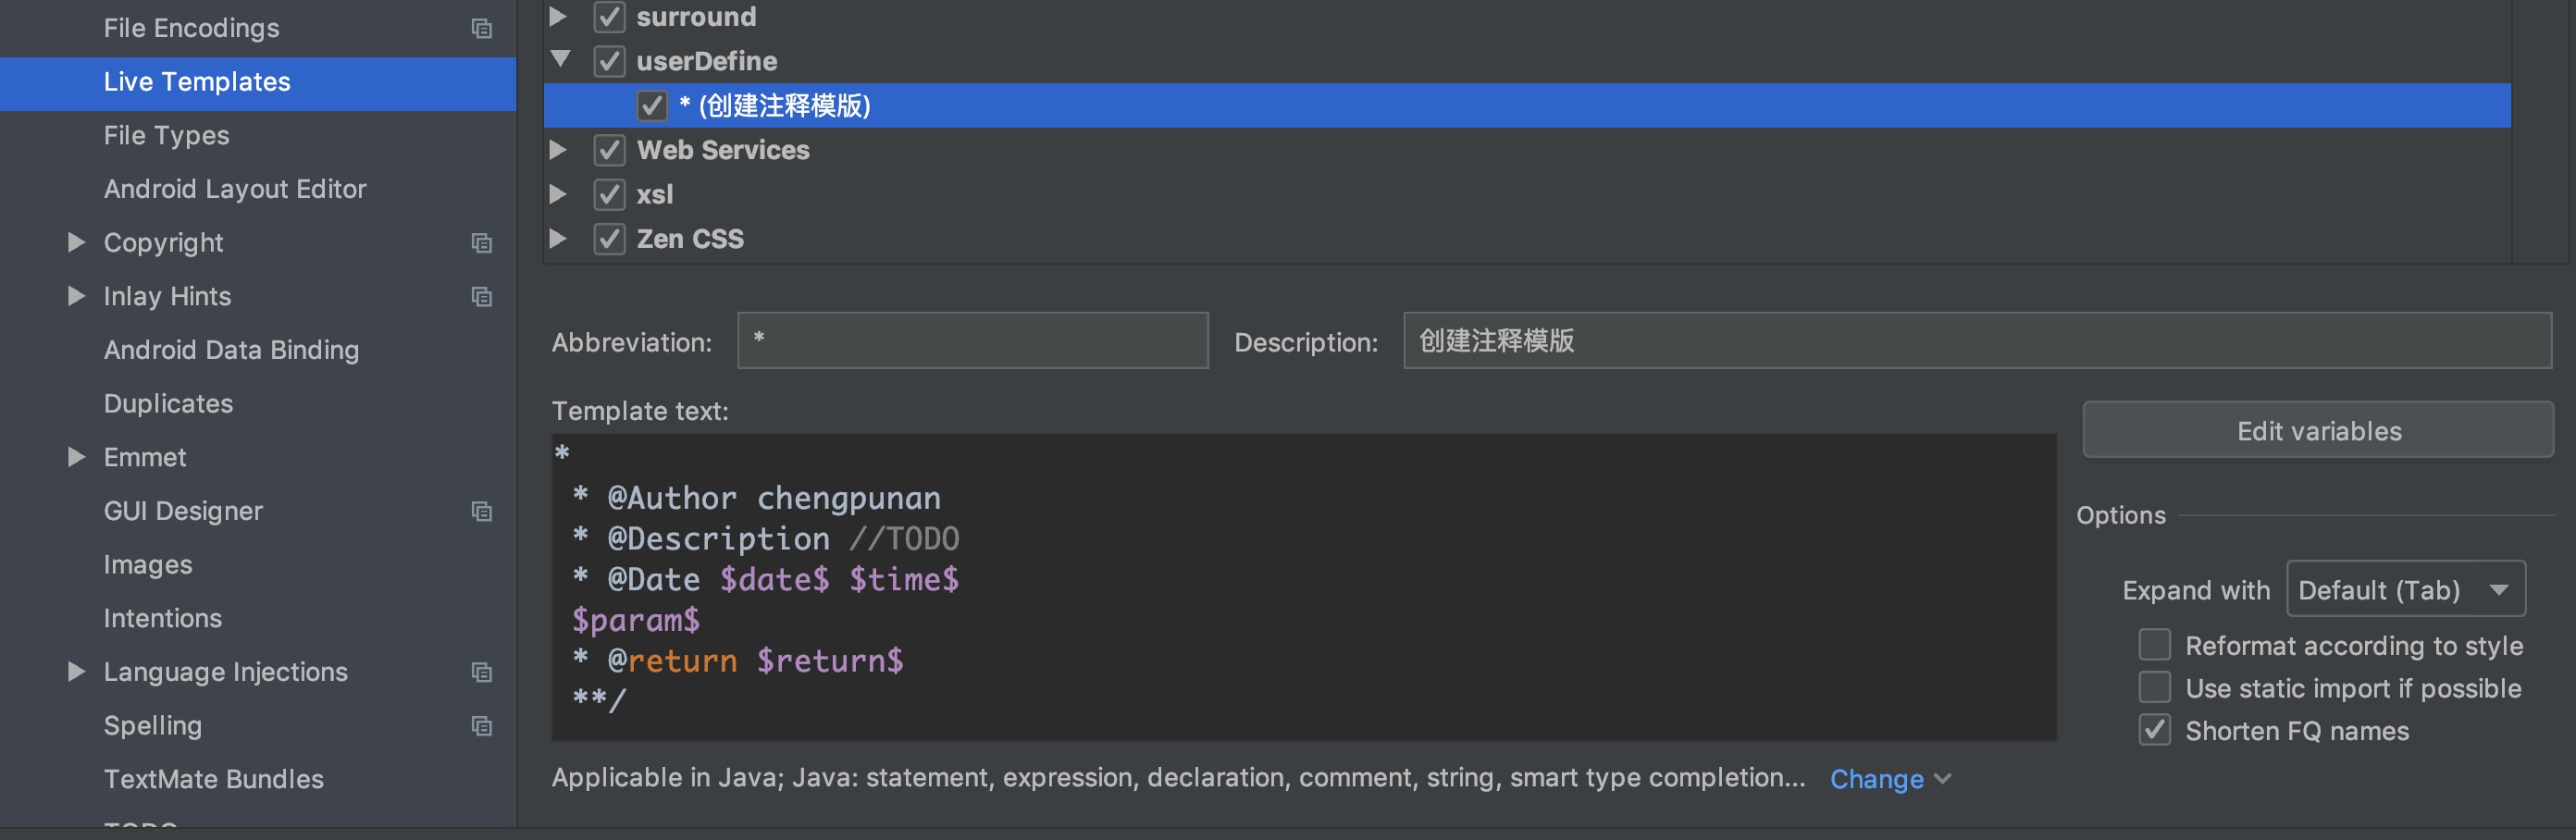 File Encodings
Live Templates
File Types
Android Layout Editor
Copyright
Inlay Hints
Android Data Binding
Duplicates
Emmet
GUI Designer
Images
Intentions
Language Injections
Spelling
TextMate Bundles
surround
userDefine
* (创建注释模版)
Web Services
xsl
Zen CSS
Abbreviation: *
Description: 创建注释模版
Template text:
*
* @Author chengpunan
* @Description //TODO
* @Date $date$ $time$
$param$
* @return $return$
**/
Edit variables
Options
Expand with Default (Tab)
Reformat according to style
Use static import if possible
Shorten FQ names
Applicable in Java; Java: statement, expression, declaration, comment, string, smart type completion... Change